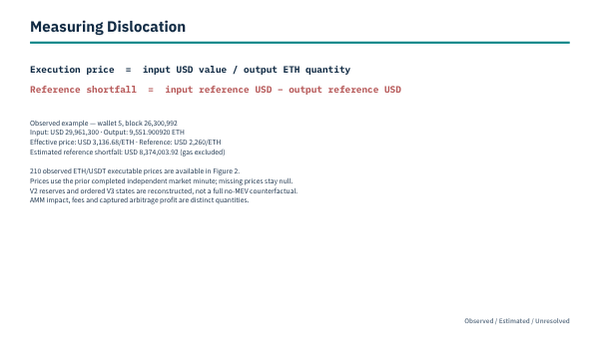 Measuring Dislocation
Execution price = input USD value / output ETH quantity
Reference shortfall = input reference USD − output reference USD
Observed example — wallet 5, block 26,300,992
Input: USD 29,961,300 · Output: 9,551.900920 ETH
Effective price: USD 3,136.68/ETH · Reference: USD 2,260/ETH
Estimated reference shortfall: USD 8,374,003.92 (gas excluded)
210 observed ETH/USDT executable prices are available in Figure 2.
Prices use the prior completed independent market minute; missing prices stay null.
V2 reserves and ordered V3 states are reconstructed, not a full no-MEV counterfactual.
AMM impact, fees and captured arbitrage profit are distinct quantities.
Observed / Estimated / Unresolved